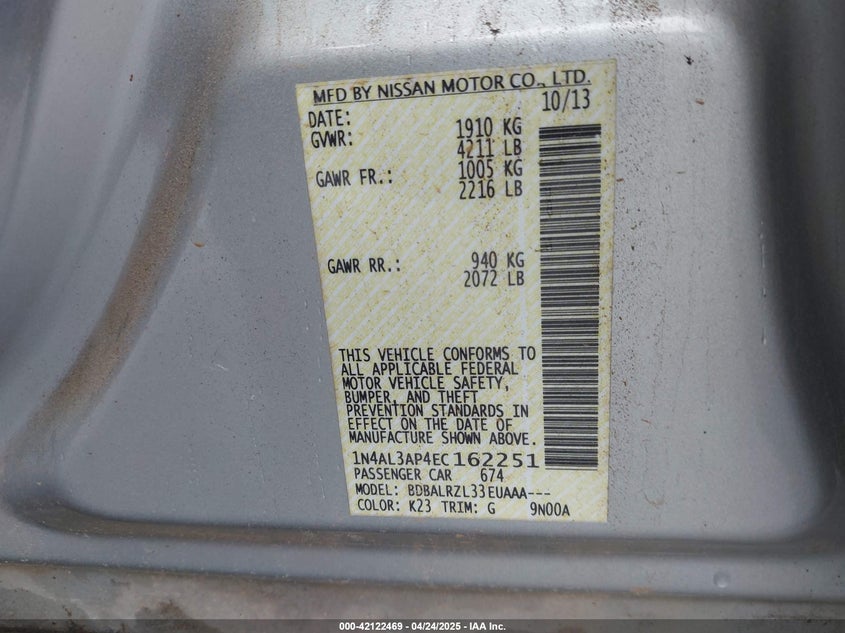 MFD BY NISSAN MOTOR CO., LTD.
DATE: 10/13
GVWR: 1910 KG
4211 LB
GAWR FR.: 1005 KG
2216 LB
GAWR RR.: 940 KG
2072 LB
THIS VEHICLE CONFORMS TO
ALL APPLICABLE FEDERAL
MOTOR VEHICLE SAFETY,
BUMPER, AND THEFT
PREVENTION STANDARDS IN
EFFECT ON THE DATE OF
MANUFACTURE SHOWN ABOVE.
1N4AL3AP4EC162251
PASSENGER CAR 674
MODEL: BDBALRZL33EUAAA---
COLOR: K23 TRIM: G 9N00A
000-42122469 - 04/24/2025 - IAA Inc.